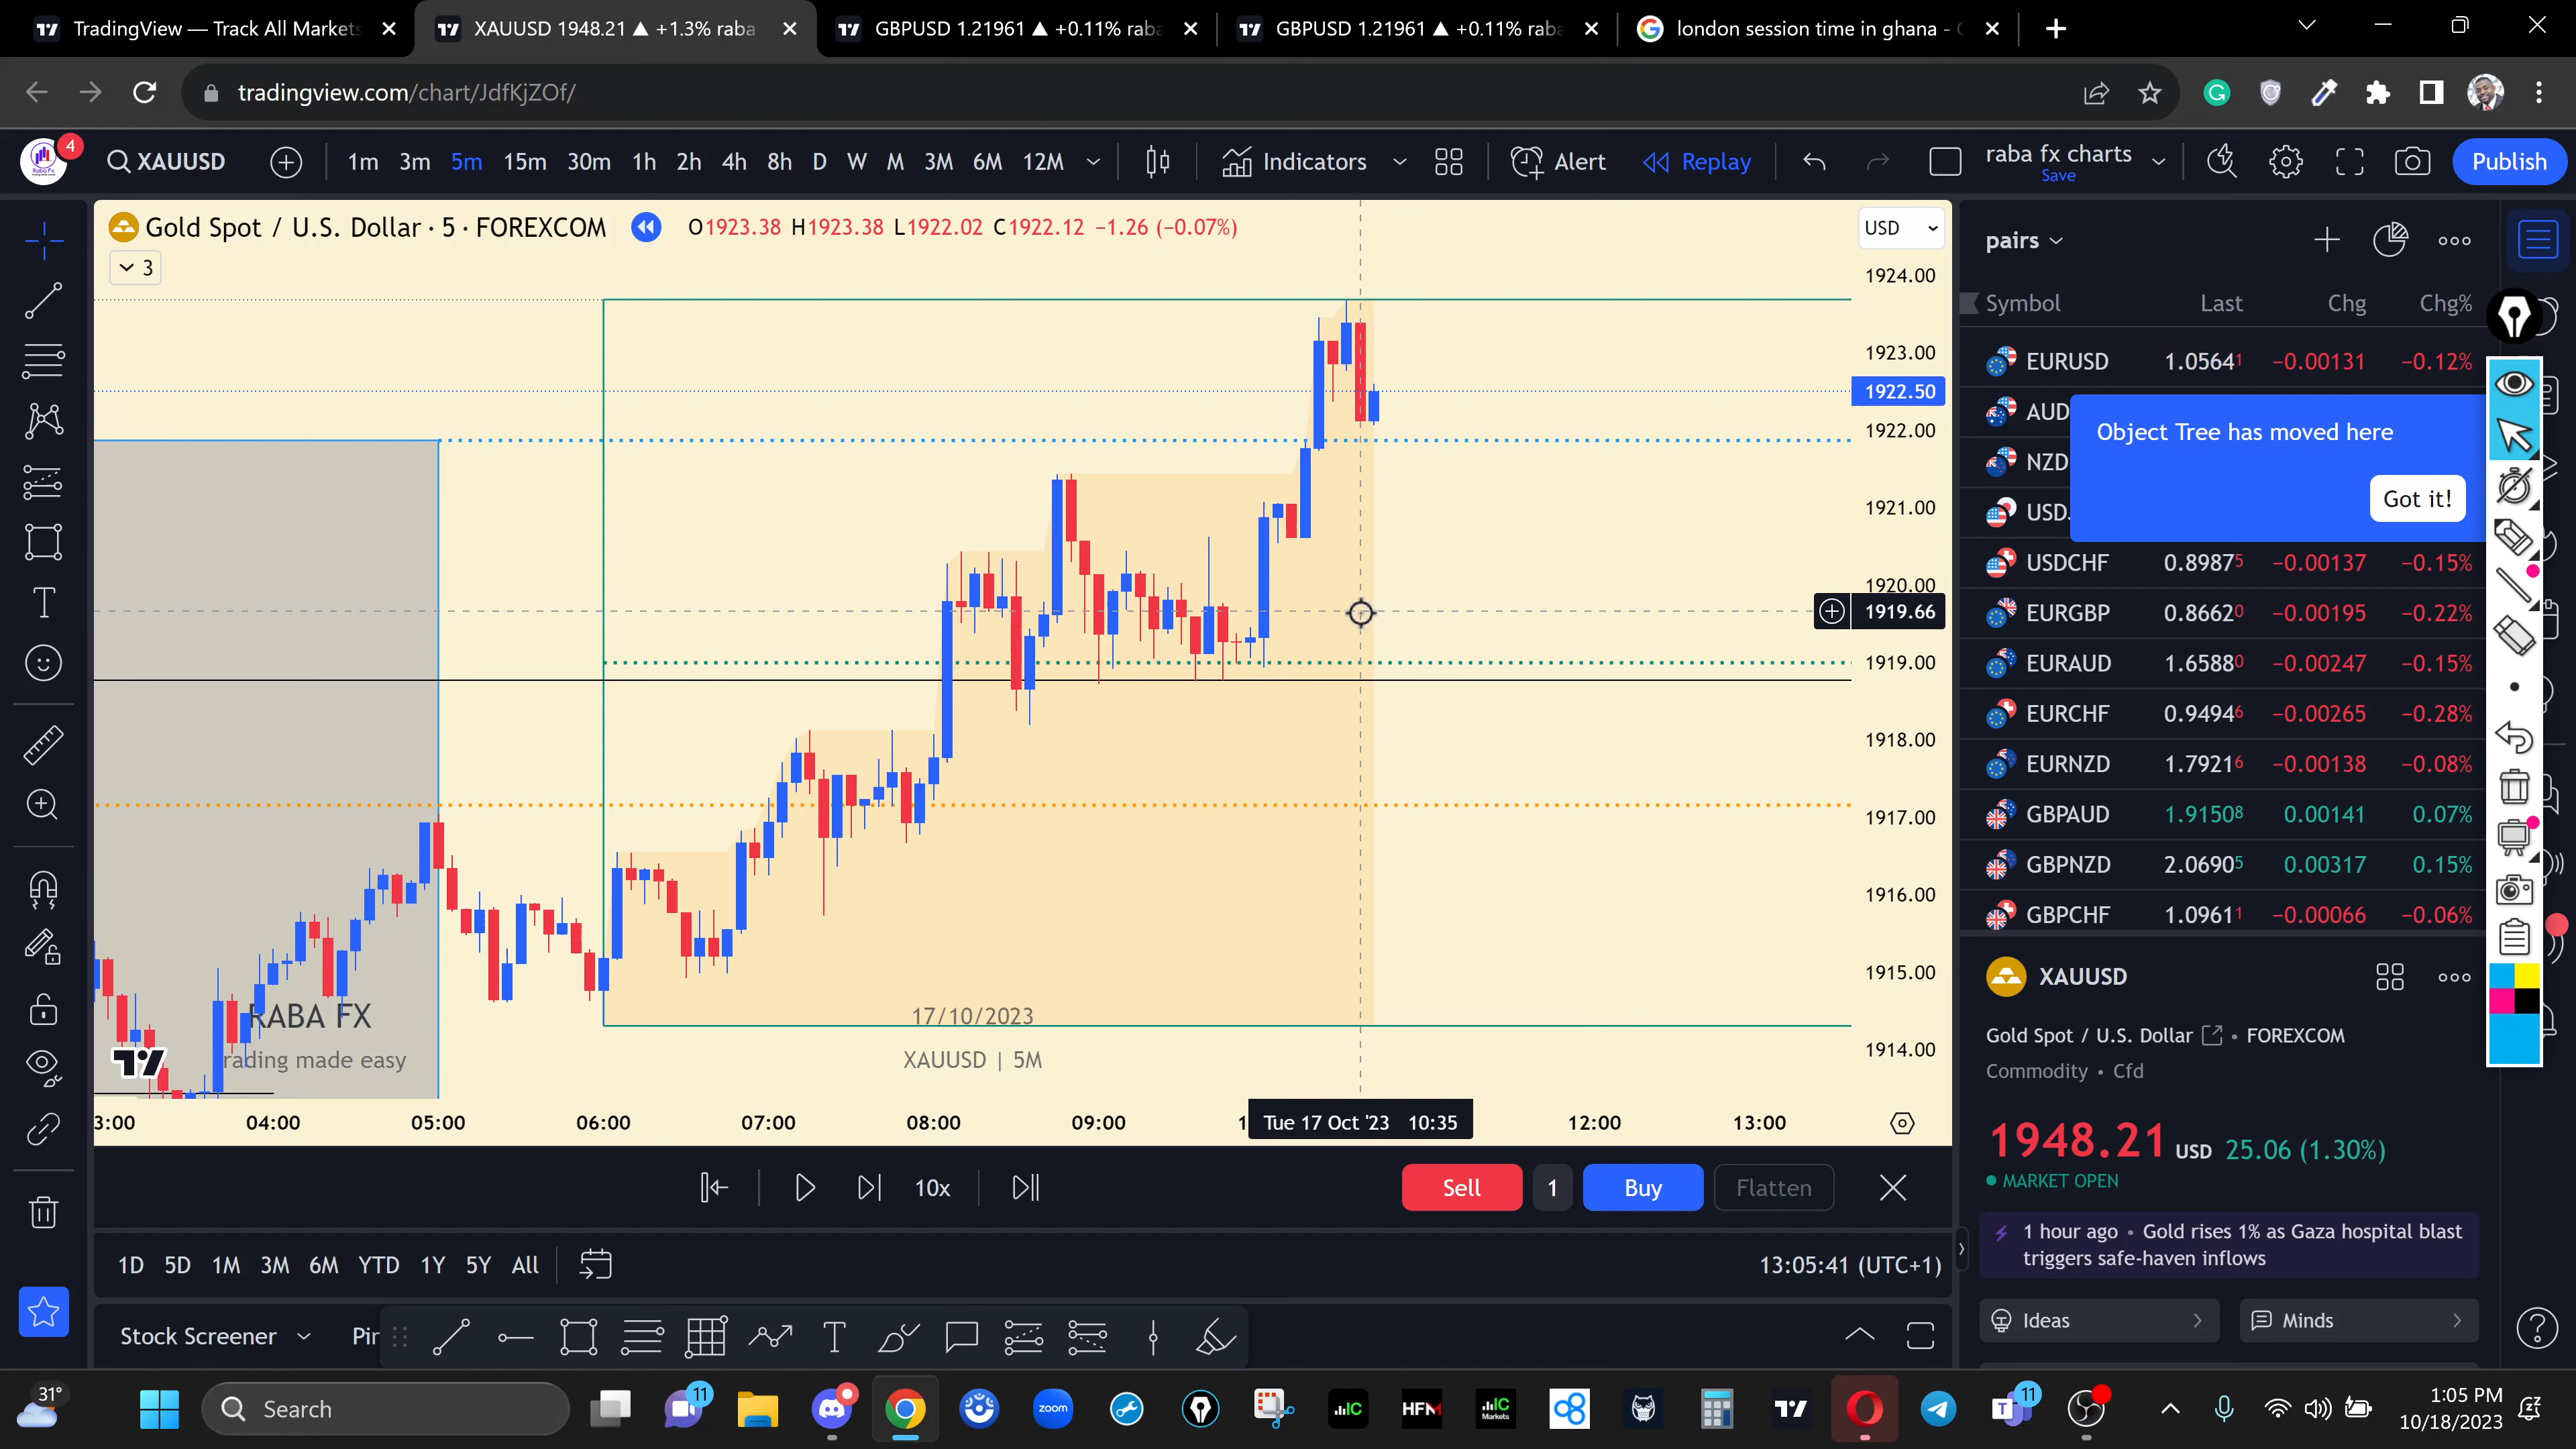 TradingView — Track All Markets
XAUUSD 1948.21 ▲ +1.3% raba
GBPUSD 1.21961 ▲ +0.11% raba
GBPUSD 1.21961 ▲ +0.11% raba
london session time in ghana -
tradingview.com/chart/JdfKjZOf/
4
XAUUSD
1m 3m 5m 15m 30m 1h 2h 4h 8h D W M 3M 6M 12M
Indicators
Alert
Replay
raba fx charts
Save
Publish
Gold Spot / U.S. Dollar · 5 · FOREXCOM
O1923.38 H1923.38 L1922.02 C1922.12 −1.26 (−0.07%)
3
USD
1924.00
1923.00
1922.50
1922.00
1921.00
1920.00
1919.66
1919.00
1918.00
1917.00
1916.00
1915.00
1914.00
RABA FX
rading made easy
17/10/2023
XAUUSD | 5M
3:00 04:00 05:00 06:00 07:00 08:00 09:00 1 Tue 17 Oct '23 10:35 12:00 13:00
10x
Sell
1
Buy
Flatten
1D 5D 1M 3M 6M YTD 1Y 5Y All
13:05:41 (UTC+1)
Stock Screener
Pin
pairs
Symbol Last Chg Chg%
EURUSD 1.05641 −0.00131 −0.12%
AUD
NZD
USD
Object Tree has moved here
Got it!
USDCHF 0.89875 −0.00137 −0.15%
EURGBP 0.86620 −0.00195 −0.22%
EURAUD 1.65880 −0.00247 −0.15%
EURCHF 0.94946 −0.00265 −0.28%
EURNZD 1.79216 −0.00138 −0.08%
GBPAUD 1.91508 0.00141 0.07%
GBPNZD 2.06905 0.00317 0.15%
GBPCHF 1.09611 −0.00066 −0.06%
XAUUSD
Gold Spot / U.S. Dollar • FOREXCOM
Commodity • Cfd
1948.21 USD 25.06 (1.30%)
MARKET OPEN
1 hour ago • Gold rises 1% as Gaza hospital blast
triggers safe-haven inflows
Ideas
Minds
31°
Search
11
zoom
IC
HFM
IC
Markets
11
1:05 PM
10/18/2023